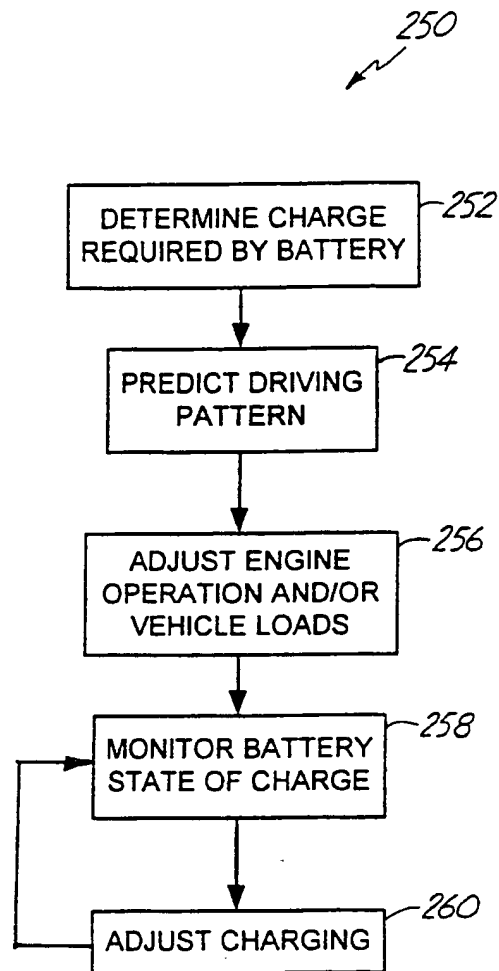 250
DETERMINE CHARGE
REQUIRED BY BATTERY
252
PREDICT DRIVING
PATTERN
254
ADJUST ENGINE
OPERATION AND/OR
VEHICLE LOADS
256
MONITOR BATTERY
STATE OF CHARGE
258
ADJUST CHARGING
260